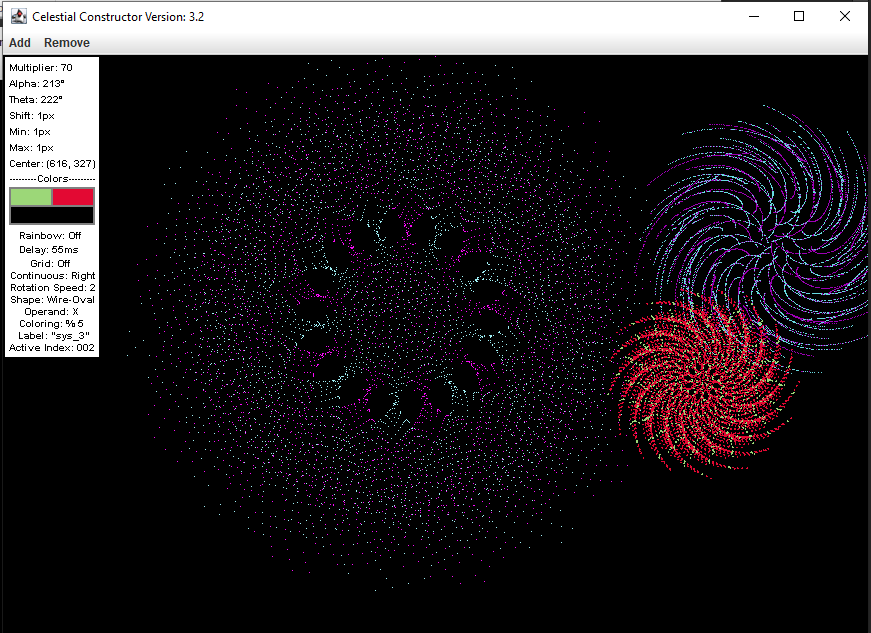 Celestial Constructor Version: 3.2
Add Remove
Multiplier: 70
Alpha: 213°
Theta: 222°
Shift: 1px
Min: 1px
Max: 1px
Center: (616, 327)
---------Colors---------
Rainbow: Off
Delay: 55ms
Grid: Off
Continuous: Right
Rotation Speed: 2
Shape: Wire-Oval
Operand: X
Coloring: % 5
Label: "sys_3"
Active Index: 002